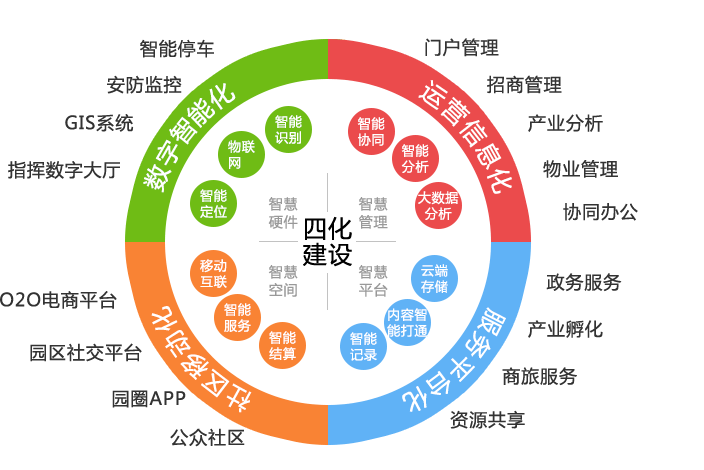 智能停车
安防监控
GIS系统
指挥数字大厅
数字智能化
智能
识别
物联
网
智能
定位
智慧
硬件
门户管理
招商管理
产业分析
物业管理
协同办公
运营信息化
智能
协同
智能
分析
大数据
分析
智慧
管理
四化
建设
O2O电商平台
园区社交平台
园圈APP
公众社区
社区移动化
移动
互联
智能
服务
智能
结算
智慧
空间
政务服务
产业孵化
商旅服务
资源共享
服务平台化
云端
存储
内容智
能打通
智能
记录
智慧
平台